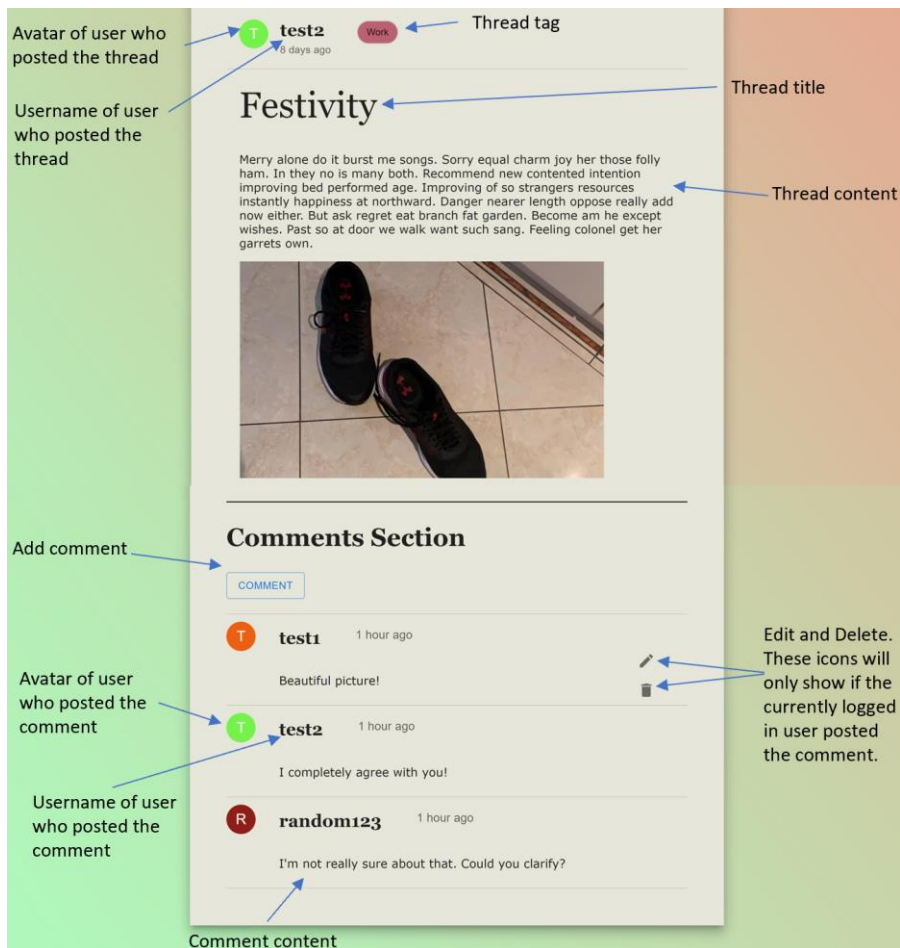 Avatar of user who
posted the thread
T
test2
8 days ago
Work
Thread tag
Username of user
who posted the
thread
Festivity
Thread title
Merry alone do it burst me songs. Sorry equal charm joy her those folly
ham. In they no is many both. Recommend new contented intention
improving bed performed age. Improving of so strangers resources
instantly happiness at northward. Danger nearer length oppose really add
now either. But ask regret eat branch fat garden. Become am he except
wishes. Past so at door we walk want such sang. Feeling colonel get her
garrets own.
Thread content
Comments Section
Add comment
COMMENT
T
test1
1 hour ago
Beautiful picture!
Edit and Delete.
These icons will
only show if the
currently logged
in user posted
the comment.
Avatar of user
who posted the
comment
T
test2
1 hour ago
I completely agree with you!
Username of user
who posted the
comment
R
random123
1 hour ago
I'm not really sure about that. Could you clarify?
Comment content